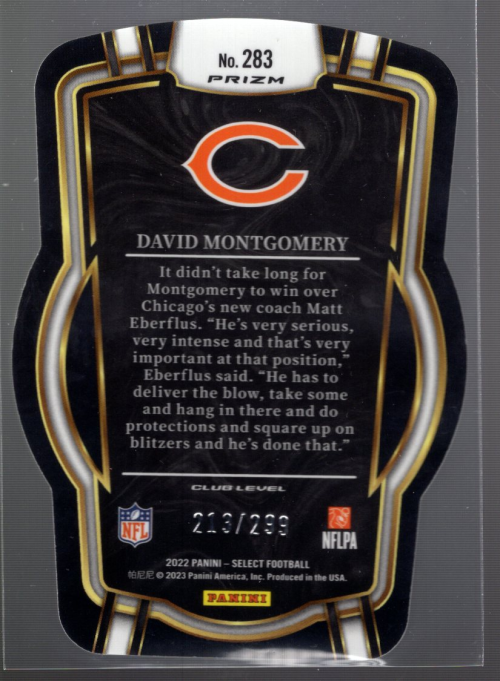 No. 283
PRIZM
DAVID MONTGOMERY
It didn't take long for
Montgomery to win over
Chicago's new coach Matt
Eberflus. “He's very serious,
very intense and that's very
important at that position,”
Eberflus said. “He has to
deliver the blow, take some
and hang in there and do
protections and square up on
blitzers and he's done that.”
CLUB LEVEL
NFL
213/299
NFLPA
2022 PANINI – SELECT FOOTBALL
帕尼尼 © 2023 Panini America, Inc. Produced in the USA.
PANINI